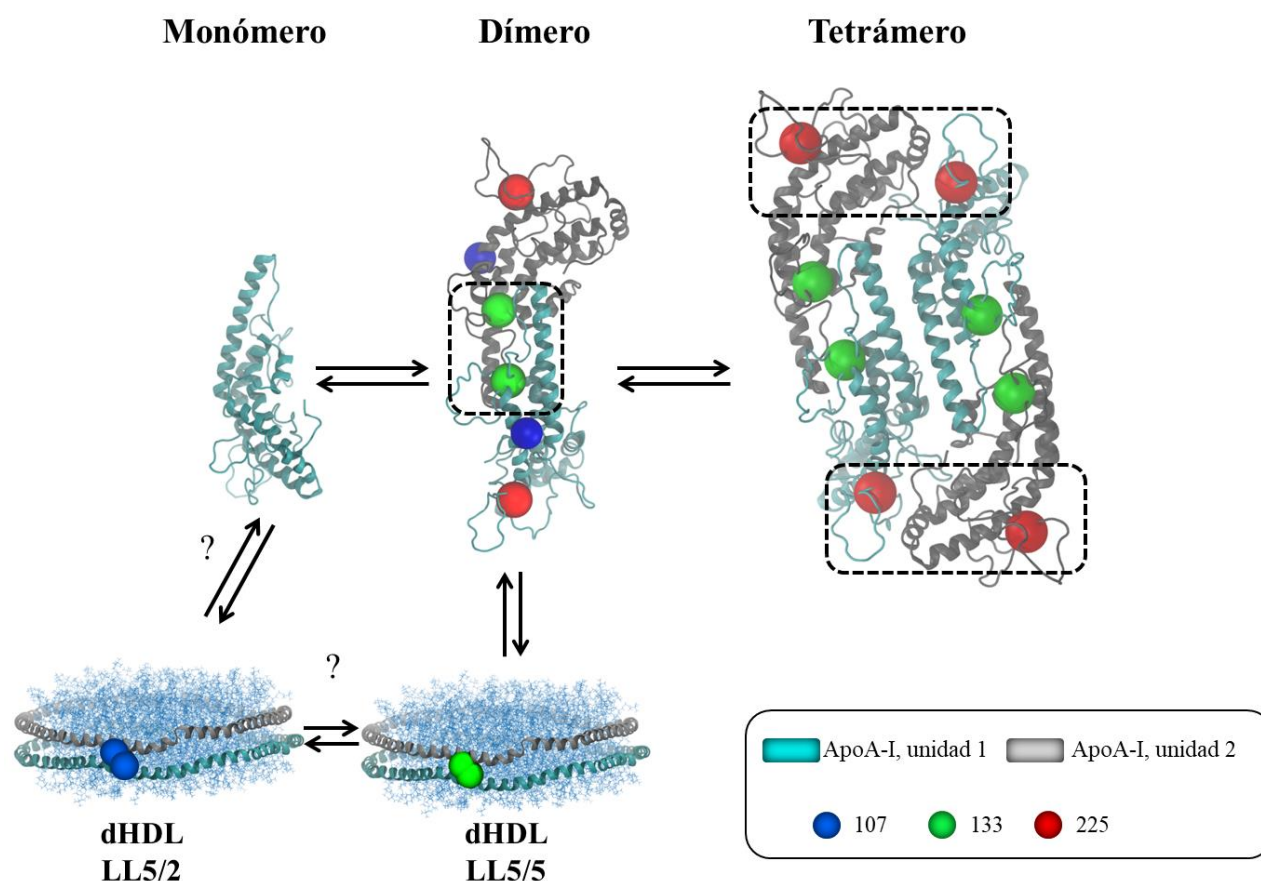 Monómero
Dímero
Tetrámero
?
?
dHDL
LL5/2
dHDL
LL5/5
ApoA-I, unidad 1
ApoA-I, unidad 2
107
133
225